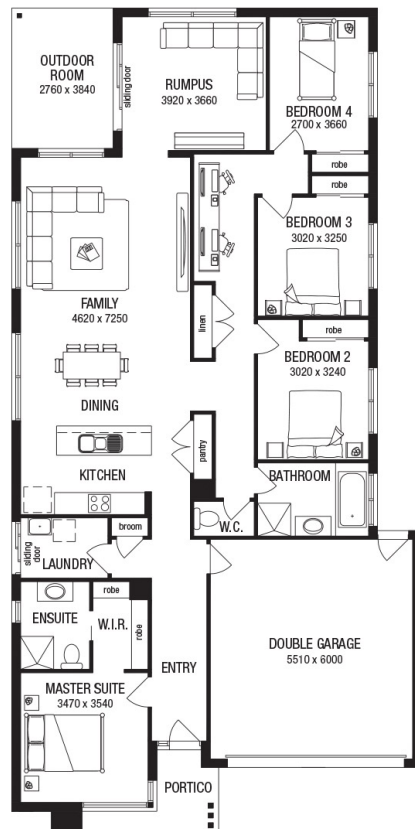 OUTDOOR
ROOM
2760 x 3840
sliding door
RUMPUS
3920 x 3660
BEDROOM 4
2700 x 3660
robe
robe
BEDROOM 3
3020 x 3250
FAMILY
4620 x 7250
linen
robe
BEDROOM 2
3020 x 3240
DINING
KITCHEN
pantry
BATHROOM
W.C.
broom
sliding
door
LAUNDRY
robe
ENSUITE
W.I.R.
robe
DOUBLE GARAGE
5510 x 6000
MASTER SUITE
3470 x 3540
ENTRY
PORTICO